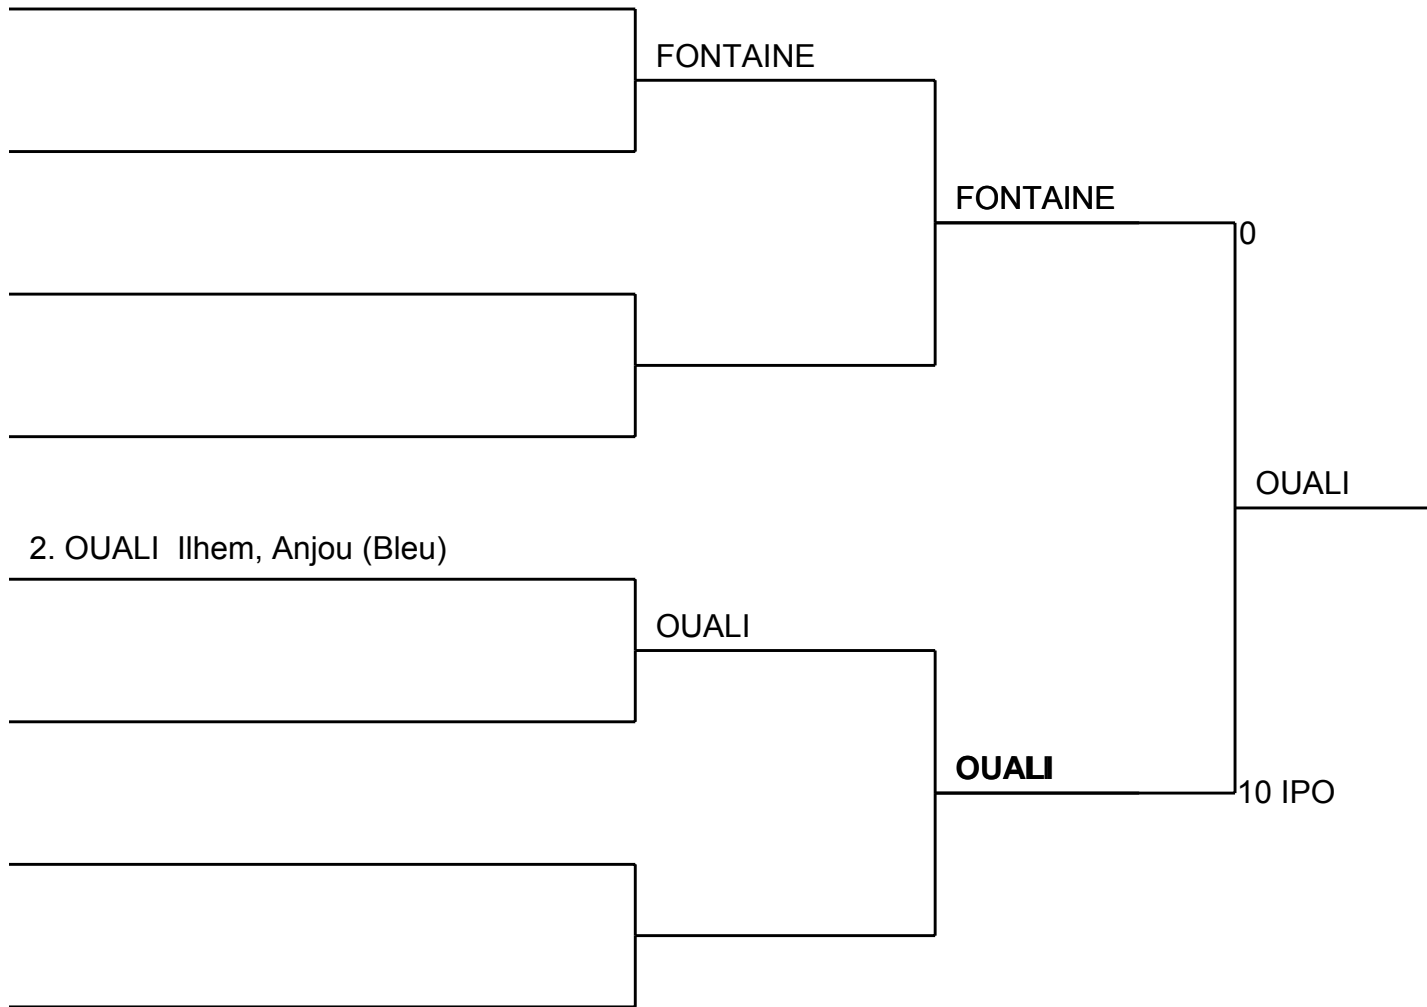 FONTAINE
FONTAINE
0
OUALI
2. OUALI  Ilhem, Anjou (Bleu)
OUALI
OUALI
10 IPO